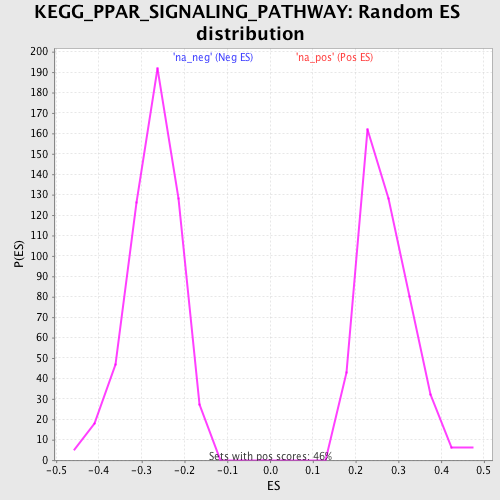 KEGG_PPAR_SIGNALING_PATHWAY: Random ES
distribution
'na_neg' (Neg ES)
'na_pos' (Pos ES)
P(ES)
200
190
180
170
160
150
140
130
120
110
100
90
80
70
60
50
40
30
20
10
0
Sets with pos scores: 46%
-0.5 -0.4 -0.3 -0.2 -0.1 0.0 0.1 0.2 0.3 0.4 0.5
ES